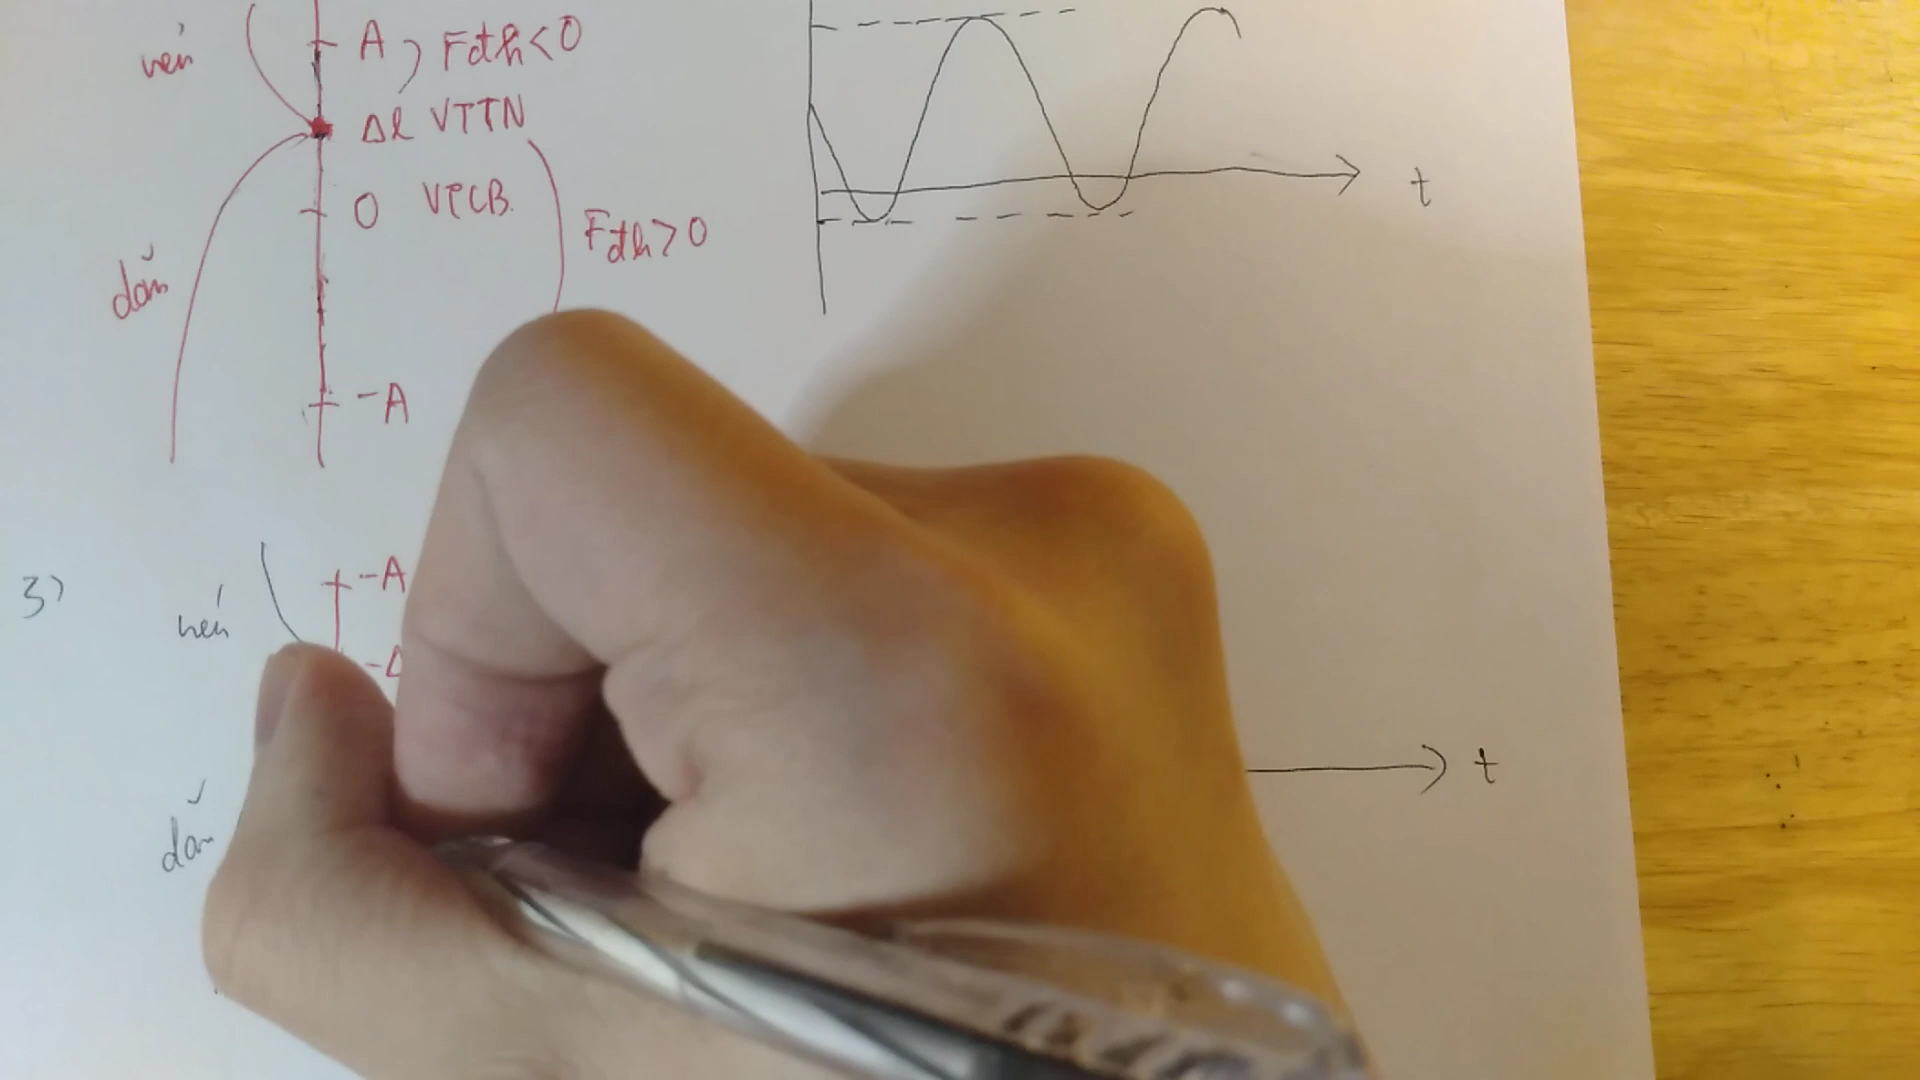 nén
A
Fđh<0
Δl VTTN
O VTCB.
Fđh>0
dãn
-A
t
3)
-A
nén
-Δ
t
dãn